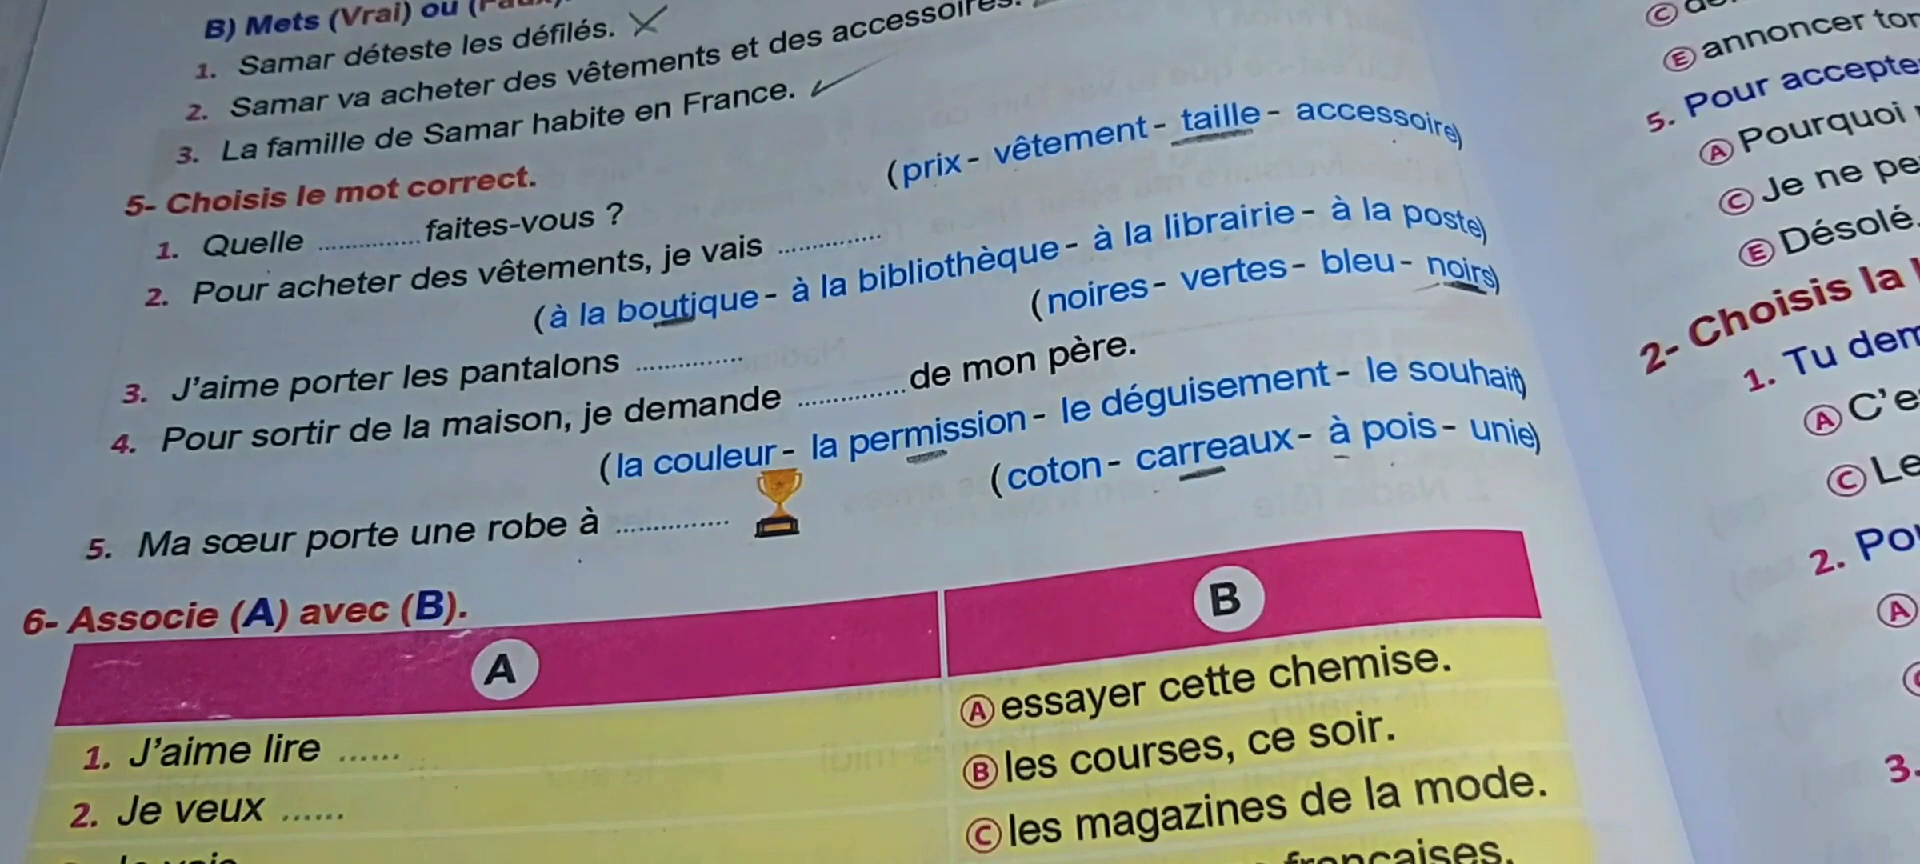 B) Mets (Vrai) ou (Faux)
1. Samar déteste les défilés.
2. Samar va acheter des vêtements et des accessoires.
3. La famille de Samar habite en France.
5- Choisis le mot correct.
1. Quelle .............. faites-vous ?
(prix - vêtement - taille - accessoire)
2. Pour acheter des vêtements, je vais ..............
(à la boutique - à la bibliothèque - à la librairie - à la poste)
3. J'aime porter les pantalons ..............
(noires - vertes - bleu - noirs)
4. Pour sortir de la maison, je demande .............. de mon père.
(la couleur - la permission - le déguisement - le souhait)
5. Ma sœur porte une robe à ..............
(coton - carreaux - à pois - unie)
6- Associe (A) avec (B).
A
B
1. J'aime lire ......
A essayer cette chemise.
2. Je veux ......
B les courses, ce soir.
C les magazines de la mode.
C
E annoncer
5. Pour
A Pourquoi
C Je ne
E Désolé
2- Choisis la
1. Tu
A C'e
C Le
2.
A
3.